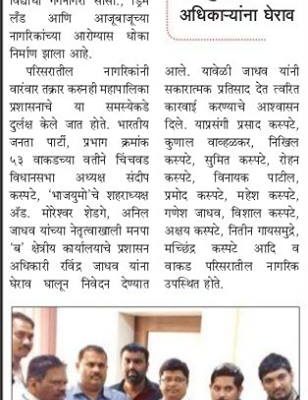 विद्याचा गगनगिरी सोसा., ड्रिम
लँड आणि आजूबाजूच्या
नागरिकांच्या आरोग्यास धोका
निर्माण झाला आहे.
परिसरातील नागरिकांनी
वारंवार तक्रार करूनही महापालिका
प्रशासनाचे या समस्येकडे
दुर्लक्ष केले जात होते. भारतीय
जनता पार्टी, प्रभाग क्रमांक
५३ वाकडच्या वतीने चिंचवड
विधानसभा अध्यक्ष संदीप
कस्पटे, 'भाजयुमो'चे शहराध्यक्ष
अँड. मोरेश्वर शेडगे, अनिल
जाधव यांच्या नेतृत्वाखाली मनपा
'ब' क्षेत्रीय कार्यालयाचे प्रशासन
अधिकारी रविंद्र जाधव यांना
घेराव घालून निवेदन देण्यात
अधिकाऱ्यांना घेराव
आले. यावेळी जाधव यांनी
सकारात्मक प्रतिसाद देत त्वरित
कारवाई करण्याचे आश्वासन
दिले. याप्रसंगी प्रसाद कस्पटे,
कुणाल वाव्हळकर, निखिल
कस्पटे, सुमित कस्पटे, रोहन
कस्पटे, विनायक पाटील,
प्रमोद कस्पटे, महेश कस्पटे,
गणेश जाधव, विशाल कस्पटे,
अक्षय कस्पटे, नितीन गायसमुद्रे,
मच्छिंद्र कस्पटे आदि व
वाकड परिसरातील नागरिक
उपस्थित होते.